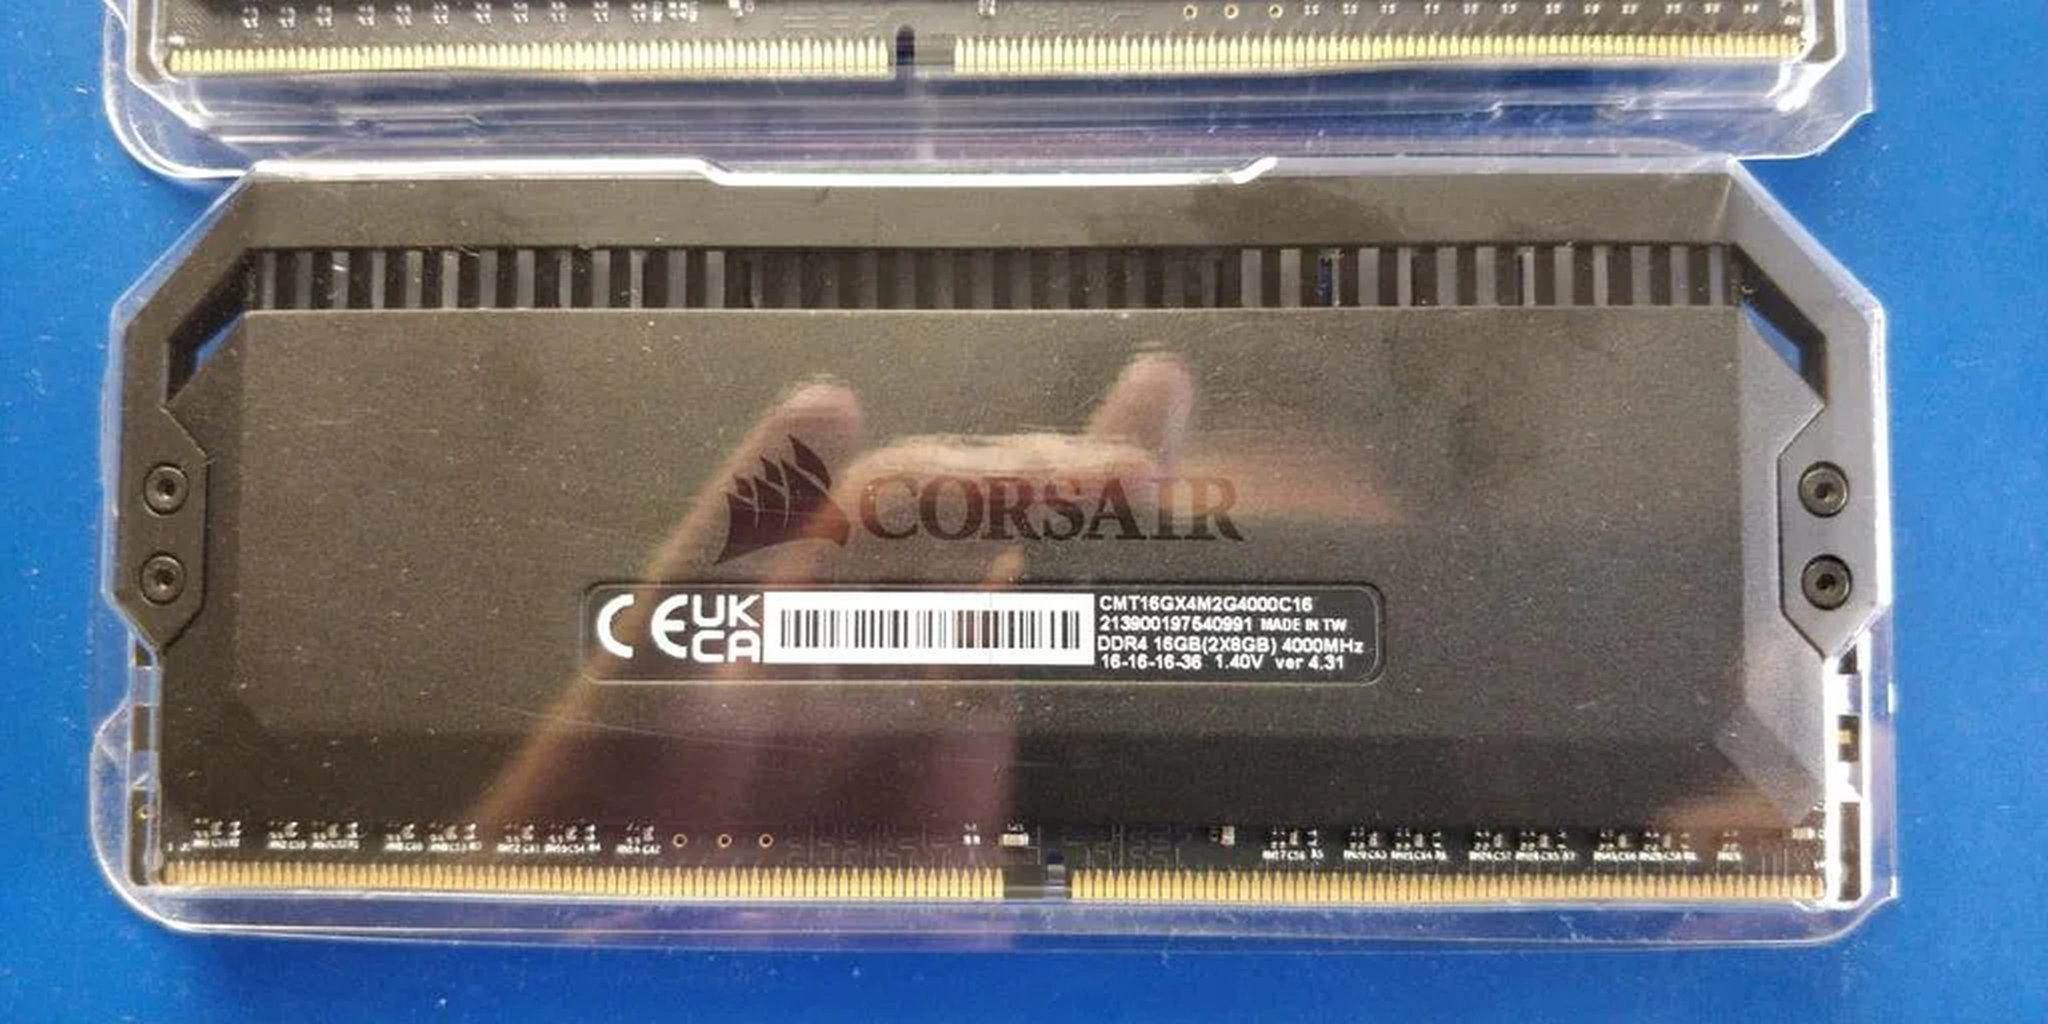 CORSAIR
CE UK CA
CMT16GX4M2G4000C16
213900197640991 MADE IN TW
DDR4 16GB(2X8GB) 4000MHz
16-16-16-36 1.40V ver 4.31